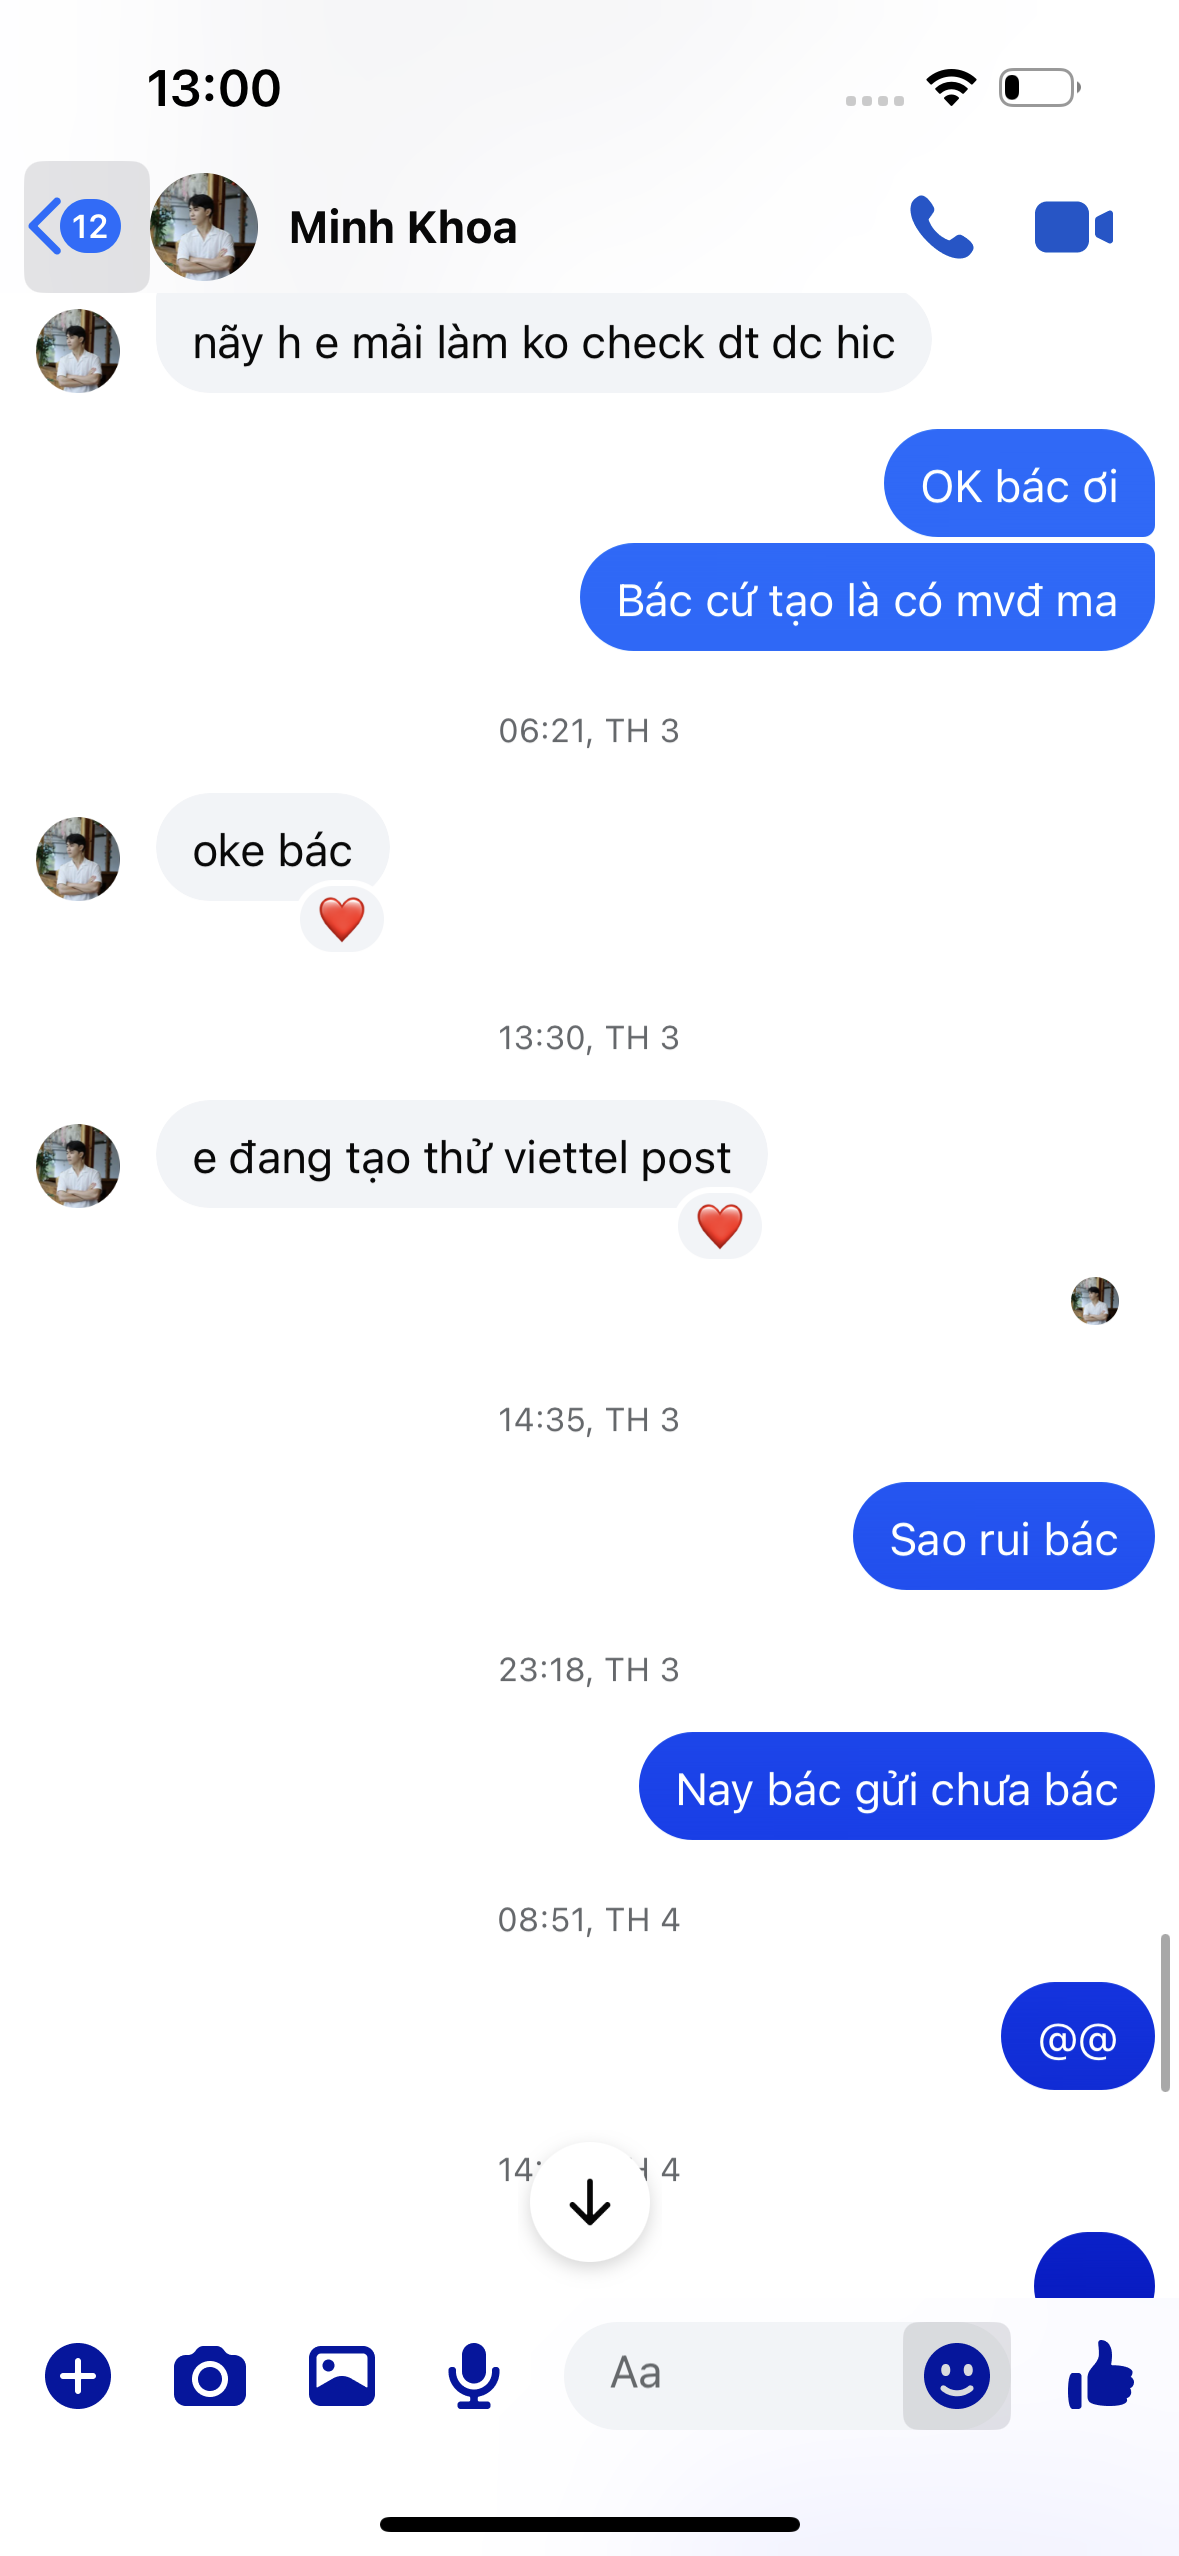 13:00
12
Minh Khoa
nãy h e mải làm ko check dt dc hic
OK bác ơi
Bác cứ tạo là có mvđ ma
06:21, TH 3
oke bác
13:30, TH 3
e đang tạo thử viettel post
14:35, TH 3
Sao rui bác
23:18, TH 3
Nay bác gửi chưa bác
08:51, TH 4
@@
4
Aa